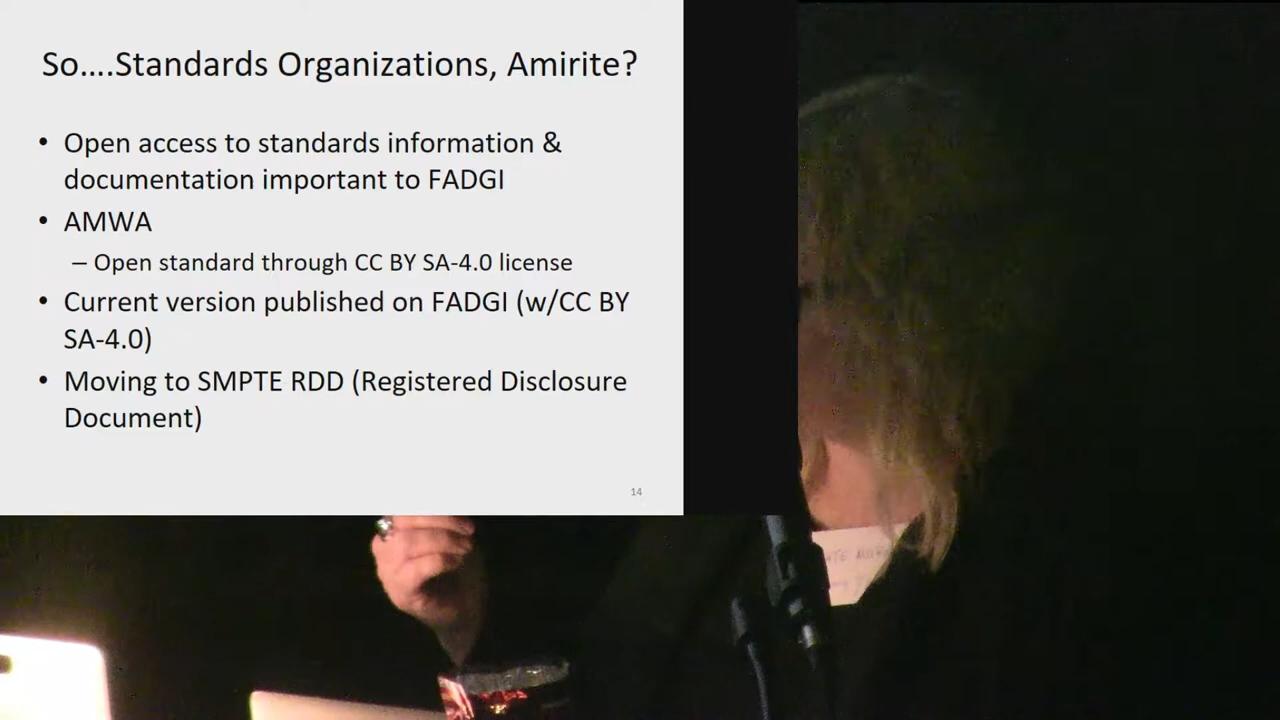 So....Standards Organizations, Amirite?
• Open access to standards information &
documentation important to FADGI
• AMWA
– Open standard through CC BY SA-4.0 license
• Current version published on FADGI (w/CC BY
SA-4.0)
• Moving to SMPTE RDD (Registered Disclosure
Document)
14